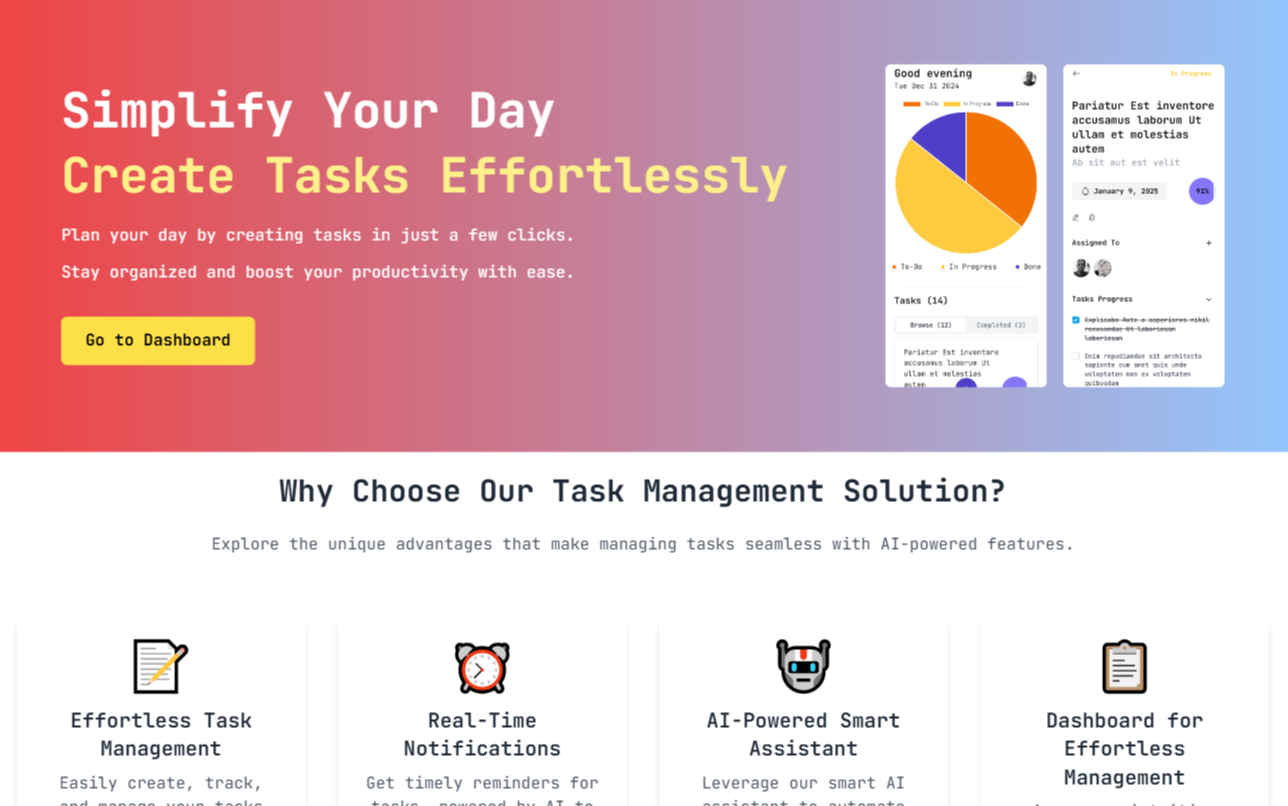 Simplify Your Day
Create Tasks Effortlessly
Plan your day by creating tasks in just a few clicks.
Stay organized and boost your productivity with ease.
Go to Dashboard
Good evening
Tue Dec 31 2024
To-Do In Progress Done
To-Do In Progress Done
Tasks (14)
Browse (12) Completed (2)
Pariatur Est inventore
accusamus laborum Ut
ullam et molestias
autem
In Progress
Pariatur Est inventore
accusamus laborum Ut
ullam et molestias
autem
Ab sit aut est velit
January 9, 2025
91%
Assigned To
Tasks Progress
Explicabo Aute a asperiores nihil
recusandae Ut laboriosam
laboriosam
Enim repudiandae sit architecto
sapiente cum amet quis unde
voluptatem non ex voluptatem
quibusdam
Why Choose Our Task Management Solution?
Explore the unique advantages that make managing tasks seamless with AI-powered features.
Effortless Task
Management
Easily create, track,
and manage your tasks
Real-Time
Notifications
Get timely reminders for
tasks, powered by AI to
AI-Powered Smart
Assistant
Leverage our smart AI
assistant to automate
Dashboard for
Effortless
Management